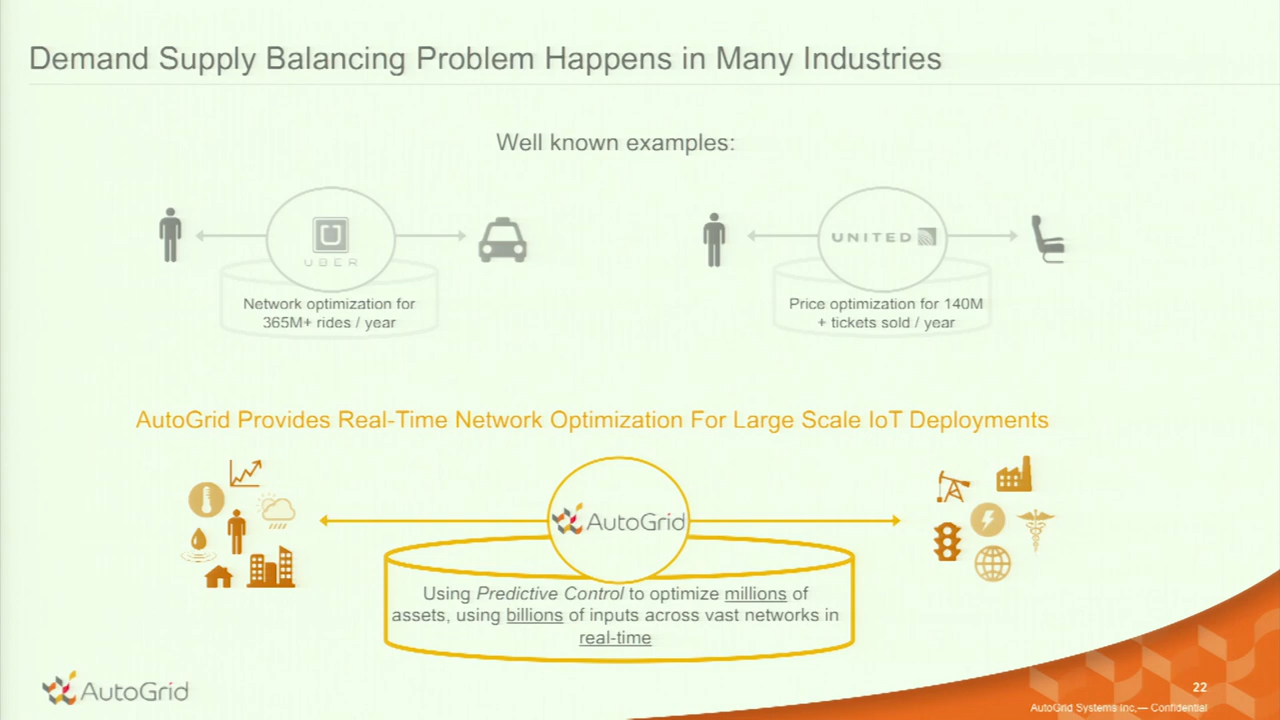 Demand Supply Balancing Problem Happens in Many Industries
Well known examples:
UBER
UNITED
Network optimization for
365M+ rides / year
Price optimization for 140M
+ tickets sold / year
AutoGrid Provides Real-Time Network Optimization For Large Scale IoT Deployments
AutoGrid
Using Predictive Control to optimize millions of
assets, using billions of inputs across vast networks in
real-time
AutoGrid
22
AutoGrid Systems Inc,— Confidential